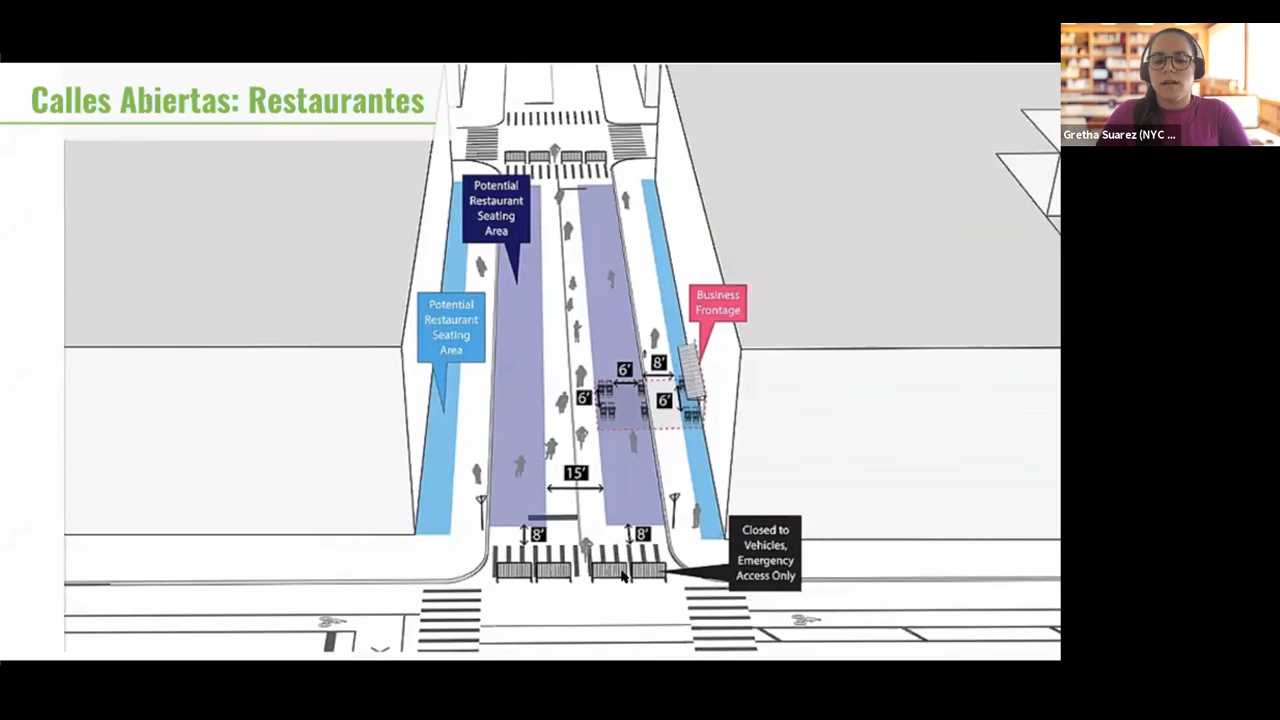 Calles Abiertas: Restaurantes
Gretha Suarez (NYC ...
Potential
Restaurant
Seating
Area
Potential
Restaurant
Seating
Area
Business
Frontage
6'
8'
6'
6'
15'
8'
8'
Closed to
Vehicles,
Emergency
Access Only